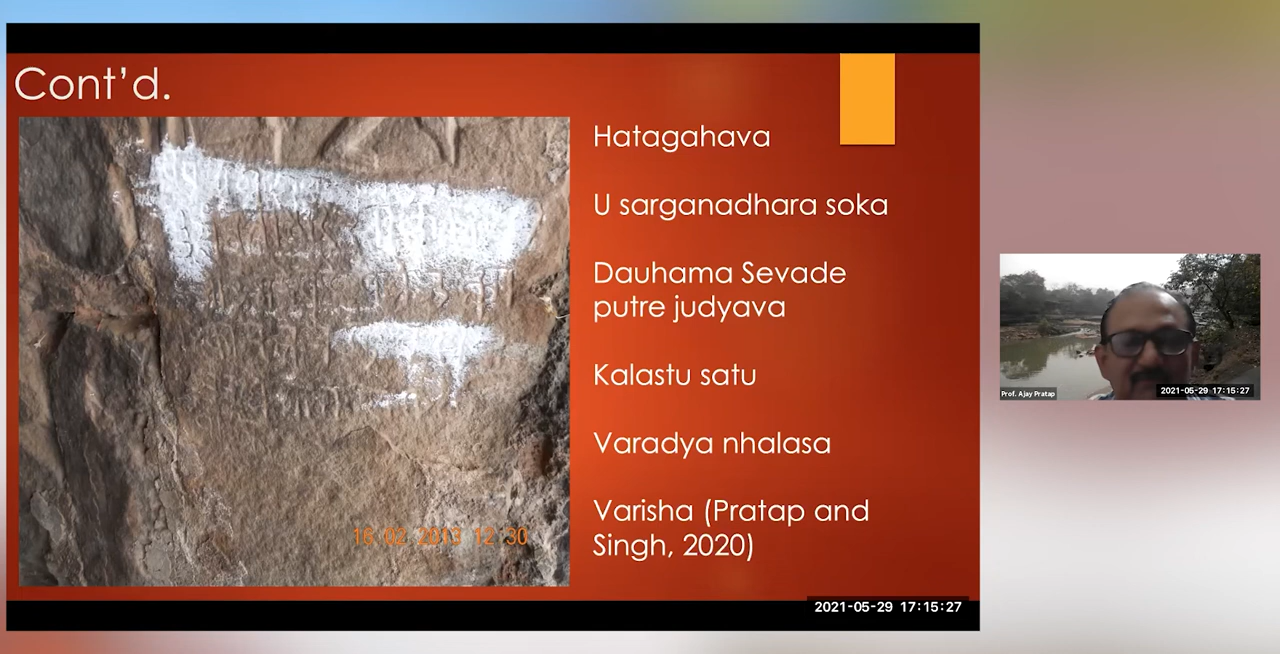 Cont’d.
Hatagahava
U sarganadhara soka
Dauhama Sevade
putre judyava
Kalastu satu
Varadya nhalasa
Varisha (Pratap and
Singh, 2020)
16 02 2013 12 30
2021-05-29 17:15:27
Prof. Ajay Pratap
2021-05-29 17:15:27